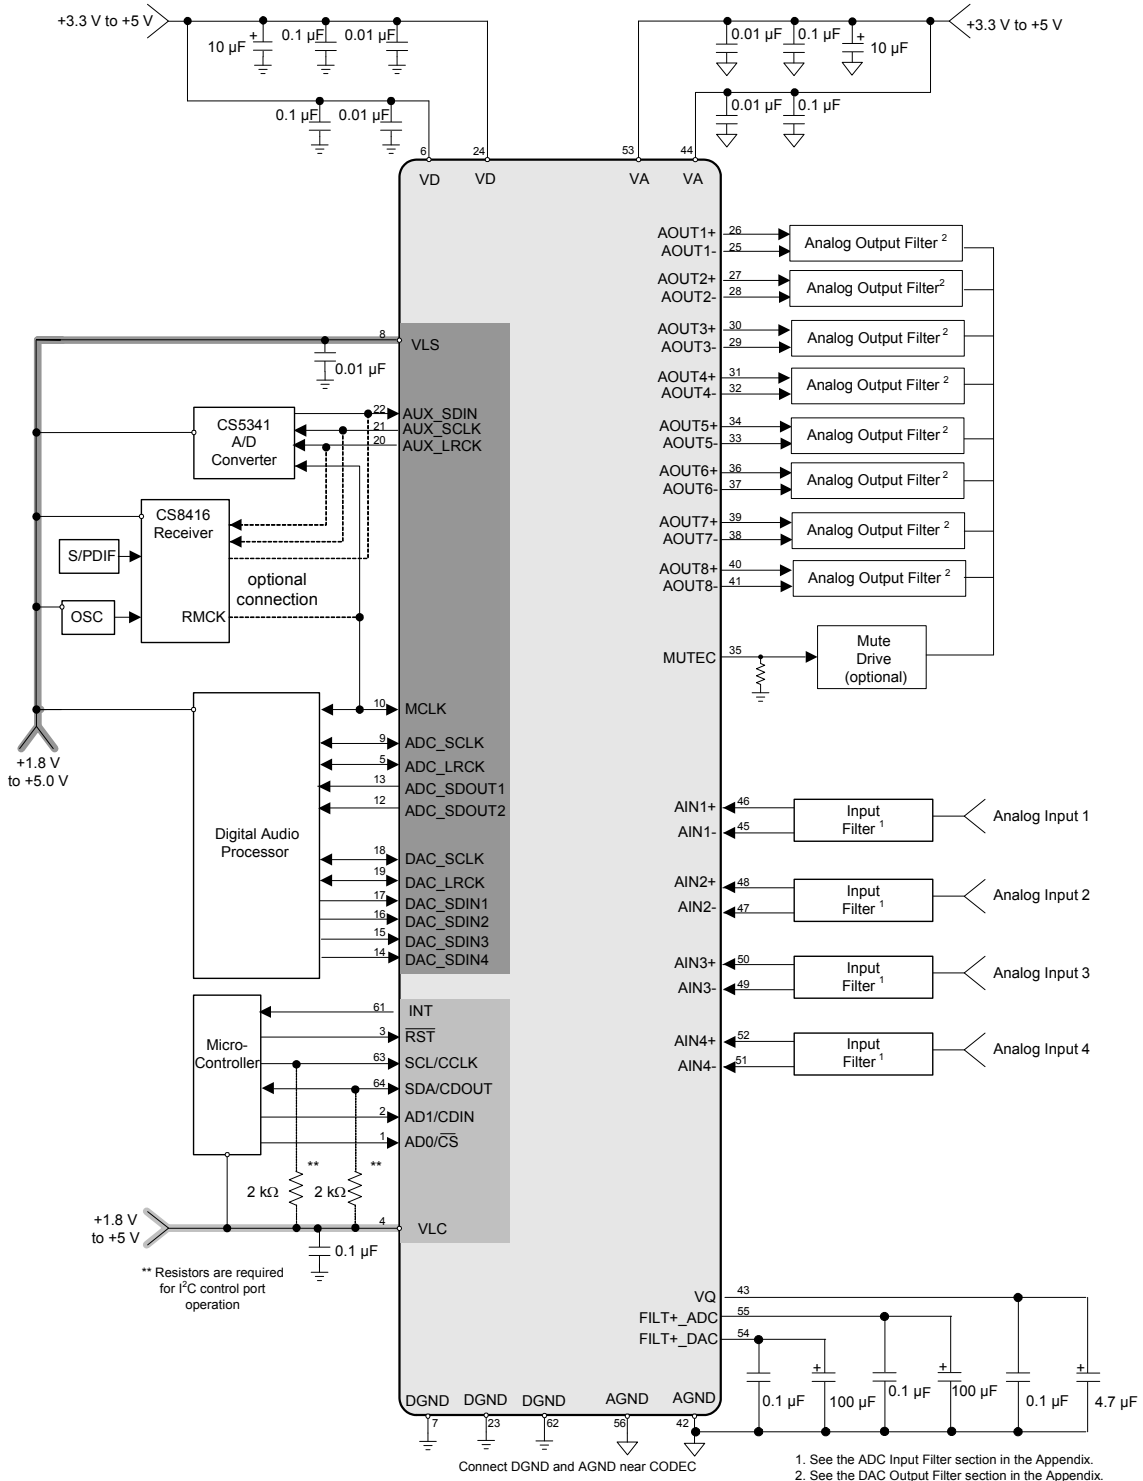 +3.3 V to +5 V
10 µF
+
0.1 µF
0.01 µF
0.1 µF
0.01 µF
0.01 µF
0.1 µF
+
10 µF
+3.3 V to +5 V
0.01 µF
0.1 µF
6
24
53
44
VD
VD
VA
VA
AOUT1+
26
AOUT1-
25
Analog Output Filter 2
AOUT2+
27
AOUT2-
28
Analog Output Filter2
AOUT3+
30
AOUT3-
29
Analog Output Filter 2
AOUT4+
31
AOUT4-
32
Analog Output Filter 2
AOUT5+
34
AOUT5-
33
Analog Output Filter 2
AOUT6+
36
AOUT6-
37
Analog Output Filter 2
AOUT7+
39
AOUT7-
38
Analog Output Filter 2
AOUT8+
40
AOUT8-
41
Analog Output Filter 2
MUTEC
35
Mute
Drive
(optional)
8
VLS
0.01 µF
CS5341
A/D
Converter
22
AUX_SDIN
21
AUX_SCLK
20
AUX_LRCK
CS8416
Receiver
S/PDIF
OSC
RMCK
optional
connection
+1.8 V
to +5.0 V
Digital Audio
Processor
10
MCLK
9
ADC_SCLK
5
ADC_LRCK
13
ADC_SDOUT1
12
ADC_SDOUT2
18
DAC_SCLK
19
DAC_LRCK
17
DAC_SDIN1
16
DAC_SDIN2
15
DAC_SDIN3
14
DAC_SDIN4
AIN1+
46
AIN1-
45
Input
Filter 1
Analog Input 1
AIN2+
48
AIN2-
47
Input
Filter 1
Analog Input 2
AIN3+
50
AIN3-
49
Input
Filter 1
Analog Input 3
AIN4+
52
AIN4-
51
Input
Filter 1
Analog Input 4
Micro-
Controller
61
INT
3
RST
63
SCL/CCLK
64
SDA/CDOUT
2
AD1/CDIN
1
AD0/CS
**
**
2 kΩ
2 kΩ
+1.8 V
to +5 V
4
VLC
0.1 µF
** Resistors are required
for I2C control port
operation
VQ
43
FILT+_ADC
55
FILT+_DAC
54
0.1 µF
+
100 µF
0.1 µF
+
100 µF
0.1 µF
+
4.7 µF
DGND
DGND
DGND
AGND
AGND
7
23
62
56
42
Connect DGND and AGND near CODEC
1. See the ADC Input Filter section in the Appendix.
2. See the DAC Output Filter section in the Appendix.